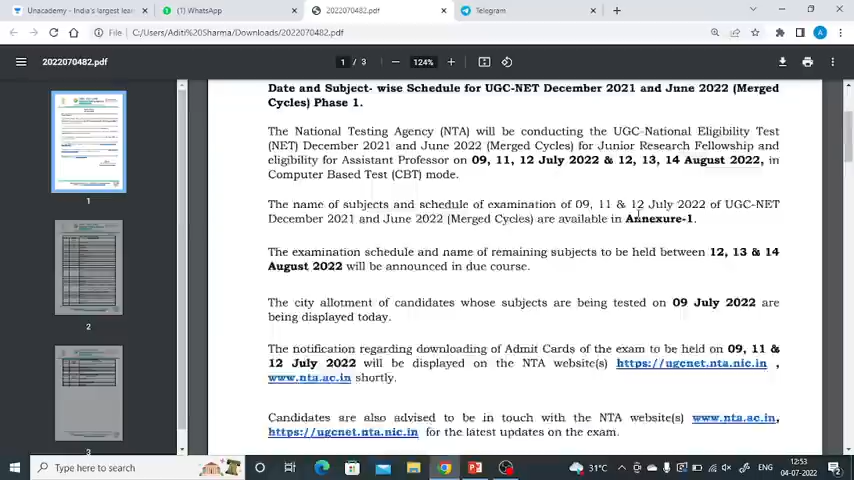 Unacademy - India's largest lea
(1) WhatsApp
2022070482.pdf
Telegram
File
C:/Users/Aditi%20Sharma/Downloads/2022070482.pdf
2022070482.pdf
1 / 3
124%
Date and Subject- wise Schedule for UGC-NET December 2021 and June 2022 (Merged
Cycles) Phase 1.
The National Testing Agency (NTA) will be conducting the UGC-National Eligibility Test
(NET) December 2021 and June 2022 (Merged Cycles) for Junior Research Fellowship and
eligibility for Assistant Professor on 09, 11, 12 July 2022 & 12, 13, 14 August 2022, in
Computer Based Test (CBT) mode.
The name of subjects and schedule of examination of 09, 11 & 12 July 2022 of UGC-NET
December 2021 and June 2022 (Merged Cycles) are available in Annexure-1.
The examination schedule and name of remaining subjects to be held between 12, 13 & 14
August 2022 will be announced in due course.
The city allotment of candidates whose subjects are being tested on 09 July 2022 are
being displayed today.
The notification regarding downloading of Admit Cards of the exam to be held on 09, 11 &
12 July 2022 will be displayed on the NTA website(s) https://ugcnet.nta.nic.in ,
www.nta.ac.in shortly.
Candidates are also advised to be in touch with the NTA website(s) www.nta.ac.in,
https://ugcnet.nta.nic.in for the latest updates on the exam.
1
2
3
Type here to search
31°C
ENG
12:53
04-07-2022